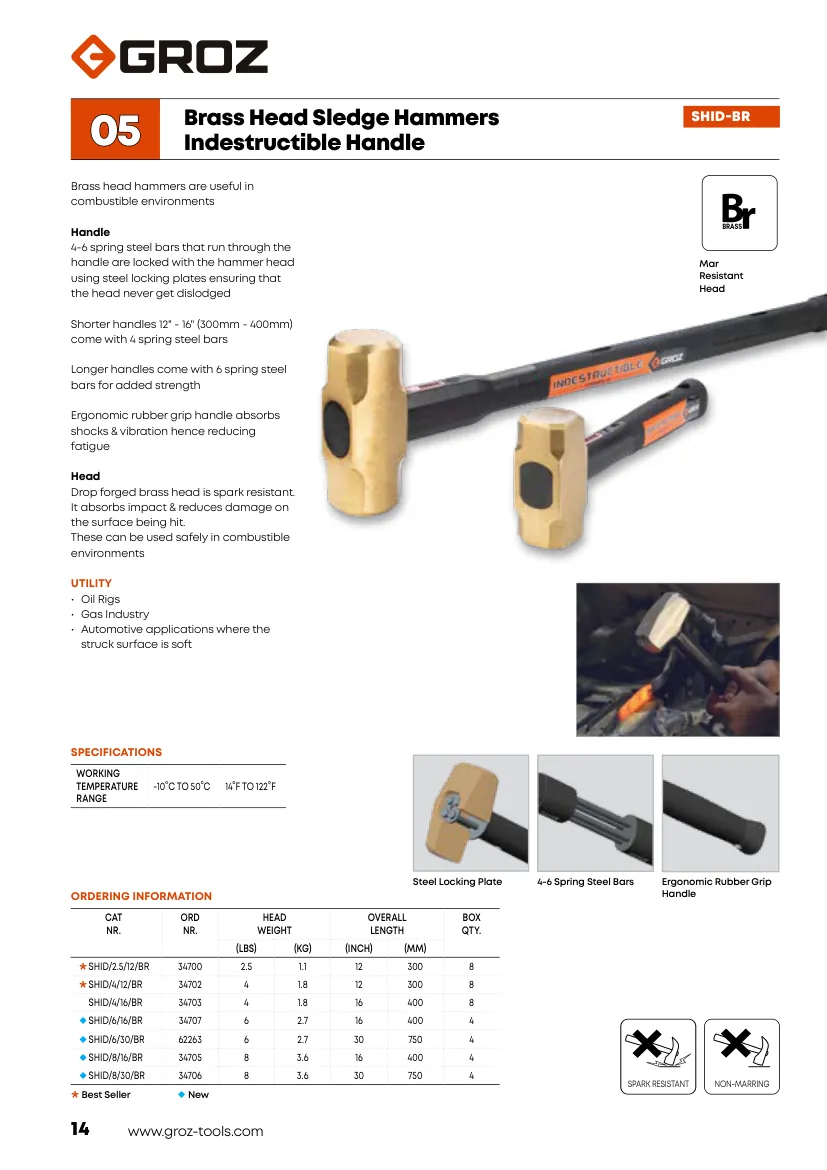 GROZ
05
Brass Head Sledge Hammers
Indestructible Handle
SHID-BR
Brass head hammers are useful in
combustible environments
Handle
4-6 spring steel bars that run through the
handle are locked with the hammer head
using steel locking plates ensuring that
the head never get dislodged
Shorter handles 12" - 16" (300mm - 400mm)
come with 4 spring steel bars
Longer handles come with 6 spring steel
bars for added strength
Ergonomic rubber grip handle absorbs
shocks & vibration hence reducing
fatigue
Head
Drop forged brass head is spark resistant.
It absorbs impact & reduces damage on
the surface being hit.
These can be used safely in combustible
environments
UTILITY
• Oil Rigs
• Gas Industry
• Automotive applications where the
struck surface is soft
Br
BRASS
Mar
Resistant
Head
INDESTRUCTIBLE
GROZ
SPECIFICATIONS
WORKING
TEMPERATURE -10°C TO 50°C 14°F TO 122°F
RANGE
Steel Locking Plate
4-6 Spring Steel Bars
Ergonomic Rubber Grip
Handle
ORDERING INFORMATION
CAT ORD HEAD OVERALL BOX
NR. NR. WEIGHT LENGTH QTY.
(LBS) (KG) (INCH) (MM)
★ SHID/2.5/12/BR 34700 2.5 1.1 12 300 8
★ SHID/4/12/BR 34702 4 1.8 12 300 8
SHID/4/16/BR 34703 4 1.8 16 400 8
◆ SHID/6/16/BR 34707 6 2.7 16 400 4
◆ SHID/6/30/BR 62263 6 2.7 30 750 4
◆ SHID/8/16/BR 34705 8 3.6 16 400 4
◆ SHID/8/30/BR 34706 8 3.6 30 750 4
★ Best Seller ◆ New
SPARK RESISTANT
NON-MARRING
14 www.groz-tools.com